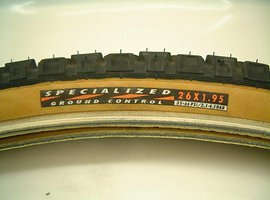 SPECIALIZED
GROUND CONTROL
26X1.95